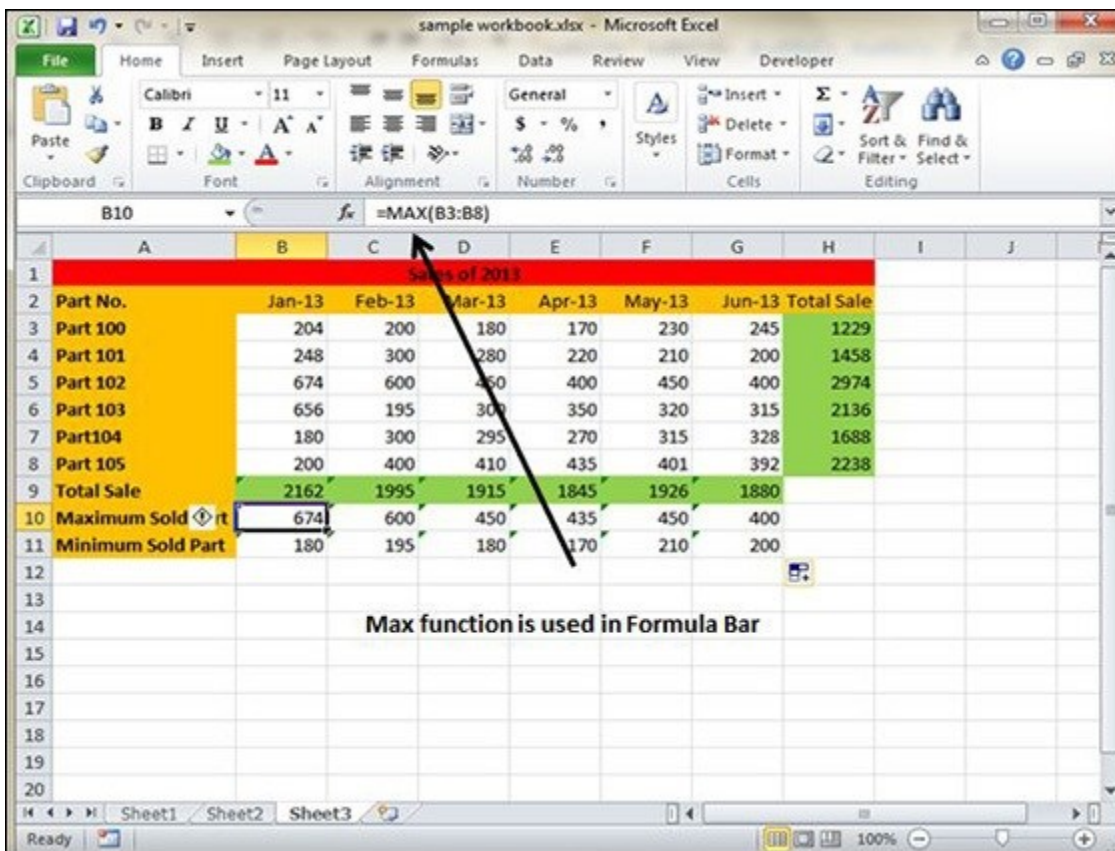 sample workbook.xlsx - Microsoft Excel
File Home Insert Page Layout Formulas Data Review View Developer
Calibri 11 General Insert Σ
Paste B I U A A $ % , Styles Delete Sort & Filter Find & Select
Format
Clipboard Font Alignment Number Cells Editing
B10 fx =MAX(B3:B8)
A B C D E F G H I J
1 Sales of 2013
2 Part No. Jan-13 Feb-13 Mar-13 Apr-13 May-13 Jun-13 Total Sale
3 Part 100 204 200 180 170 230 245 1229
4 Part 101 248 300 280 220 210 200 1458
5 Part 102 674 600 450 400 450 400 2974
6 Part 103 656 195 300 350 320 315 2136
7 Part104 180 300 295 270 315 328 1688
8 Part 105 200 400 410 435 401 392 2238
9 Total Sale 2162 1995 1915 1845 1926 1880
10 Maximum Sold rt 674 600 450 435 450 400
11 Minimum Sold Part 180 195 180 170 210 200
12
13
14 Max function is used in Formula Bar
15
16
17
18
19
20
Sheet1 Sheet2 Sheet3
Ready 100%